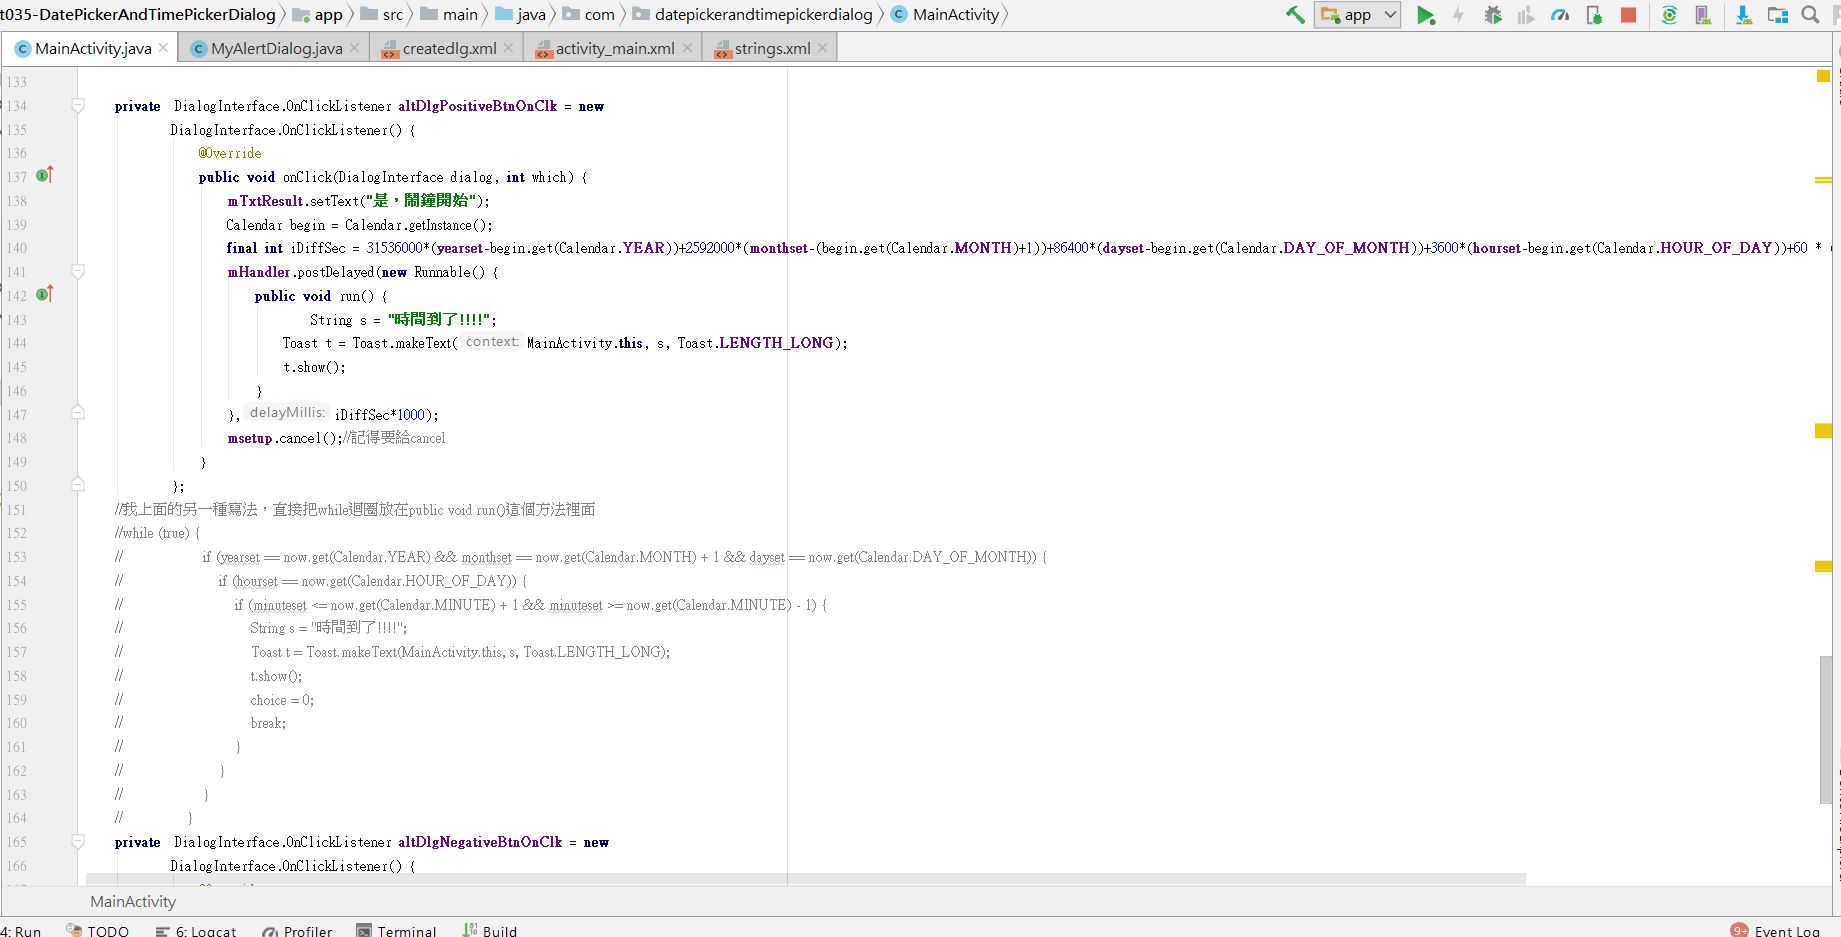 t035-DatePickerAndTimePickerDialog app src main java com datepickerandtimepickerdialog MainActivity app
MainActivity.java MyAlertDialog.java createdlg.xml activity_main.xml strings.xml
133
134 private DialogInterface.OnClickListener altDlgPositiveBtnOnClk = new
135 DialogInterface.OnClickListener() {
136 @Override
137 public void onClick(DialogInterface dialog, int which) {
138 mTxtResult.setText("是，鬧鐘開始");
139 Calendar begin = Calendar.getInstance();
140 final int iDiffSec = 31536000*(yearset-begin.get(Calendar.YEAR))+2592000*(monthset-(begin.get(Calendar.MONTH)+1))+86400*(dayset-begin.get(Calendar.DAY_OF_MONTH))+3600*(hourset-begin.get(Calendar.HOUR_OF_DAY))+60 *
141 mHandler.postDelayed(new Runnable() {
142 public void run() {
143 String s = "時間到了!!!!";
144 Toast t = Toast.makeText( context: MainActivity.this, s, Toast.LENGTH_LONG);
145 t.show();
146 }
147 }, delayMillis: iDiffSec*1000);
148 msetup.cancel();//記得要給cancel
149 }
150 };
151 //我上面的另一種寫法，直接把while迴圈放在public void run()這個方法裡面
152 //while (true) {
153 // if (yearset == now.get(Calendar.YEAR) && monthset == now.get(Calendar.MONTH) + 1 && dayset == now.get(Calendar.DAY_OF_MONTH)) {
154 // if (hourset == now.get(Calendar.HOUR_OF_DAY)) {
155 // if (minuteset <= now.get(Calendar.MINUTE) + 1 && minuteset >= now.get(Calendar.MINUTE) - 1) {
156 // String s = "時間到了!!!!";
157 // Toast t = Toast.makeText(MainActivity.this, s, Toast.LENGTH_LONG);
158 // t.show();
159 // choice = 0;
160 // break;
161 // }
162 // }
163 // }
164 // }
165 private DialogInterface.OnClickListener altDlgNegativeBtnOnClk = new
166 DialogInterface.OnClickListener() {
MainActivity
4: Run TODO 6: Logcat Profiler Terminal Build 9+ Event Log